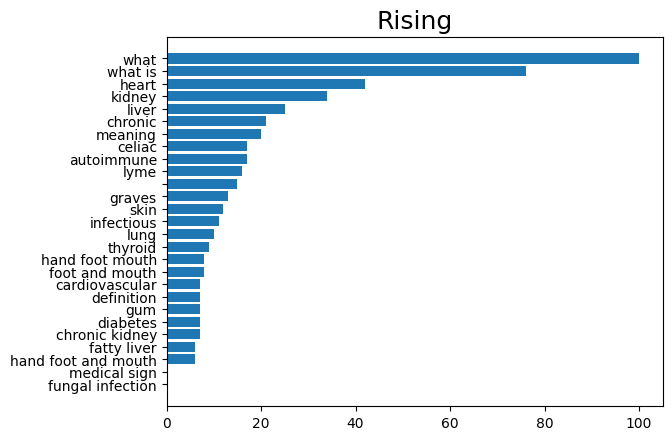 Rising
what
what is
heart
kidney
liver
chronic
meaning
celiac
autoimmune
lyme
graves
skin
infectious
lung
thyroid
hand foot mouth
foot and mouth
cardiovascular
definition
gum
diabetes
chronic kidney
fatty liver
hand foot and mouth
medical sign
fungal infection
0 20 40 60 80 100